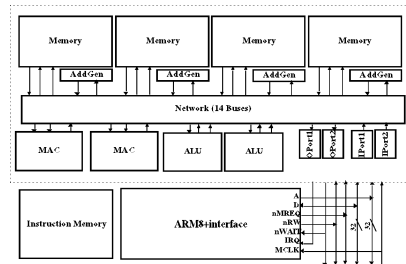 Memory Memory Memory Memory
AddGen AddGen AddGen AddGen
Network (14 Buses)
MAC MAC ALU ALU OPort1 OPort2 IPort1 IPort2
Instruction Memory
ARM8+interface
A
D
nMREQ
nRW
nWAIT
IRQ
MCLK
32 32